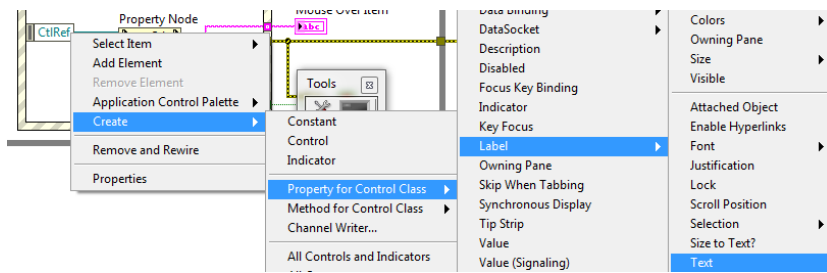 Property Node
Mouse Over Item
abc
CtlRef
Select Item
Add Element
Remove Element
Application Control Palette
Create
Remove and Rewire
Properties
Tools
Constant
Control
Indicator
Property for Control Class
Method for Control Class
Channel Writer...
All Controls and Indicators
Data Binding
DataSocket
Description
Disabled
Focus Key Binding
Indicator
Key Focus
Label
Owning Pane
Skip When Tabbing
Synchronous Display
Tip Strip
Value
Value (Signaling)
Colors
Owning Pane
Size
Visible
Attached Object
Enable Hyperlinks
Font
Justification
Lock
Scroll Position
Selection
Size to Text?
Text